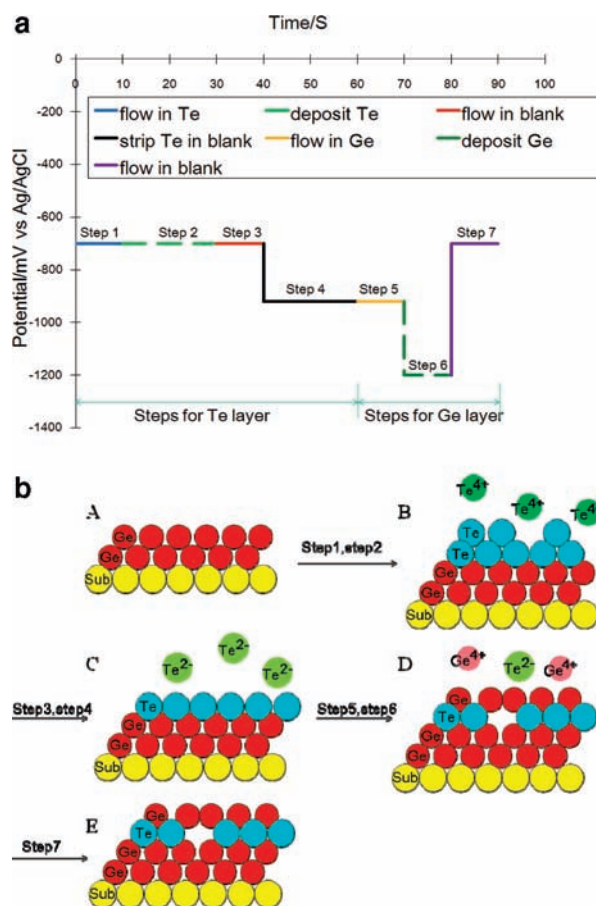 a
Time/S
0 10 20 30 40 50 60 70 80 90 100
0
-200
-400
-600
-800
-1000
-1200
-1400
Potential/mV vs Ag/AgCl
flow in Te deposit Te flow in blank
strip Te in blank flow in Ge deposit Ge
flow in blank
Step 1 Step 2 Step 3 Step 7
Step 4 Step 5
Step 6
Steps for Te layer Steps for Ge layer
b
A
Ge
Ge
Sub
Step1,step2
B
Te4+ Te4+ Te4
Te
Te
Ge
Ge
Sub
Step3,step4
C
Te2- Te2- Te2-
Te
Ge
Ge
Sub
Step5,step6
D
Ge4+ Te2- Ge4+
Ge
Te
Ge
Ge
Sub
Step7
E
Ge
Te
Ge
Ge
Sub